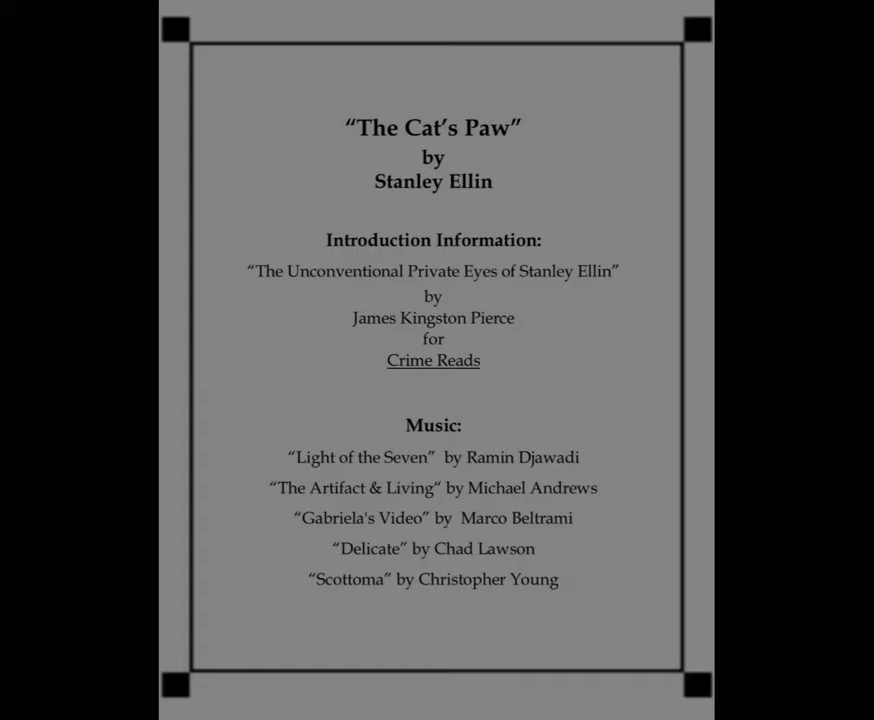 “The Cat’s Paw”
by
Stanley Ellin
Introduction Information:
“The Unconventional Private Eyes of Stanley Ellin”
by
James Kingston Pierce
for
Crime Reads
Music:
“Light of the Seven”  by Ramin Djawadi
“The Artifact & Living“ by Michael Andrews
“Gabriela's Video” by  Marco Beltrami
“Delicate” by Chad Lawson
“Scottoma” by Christopher Young